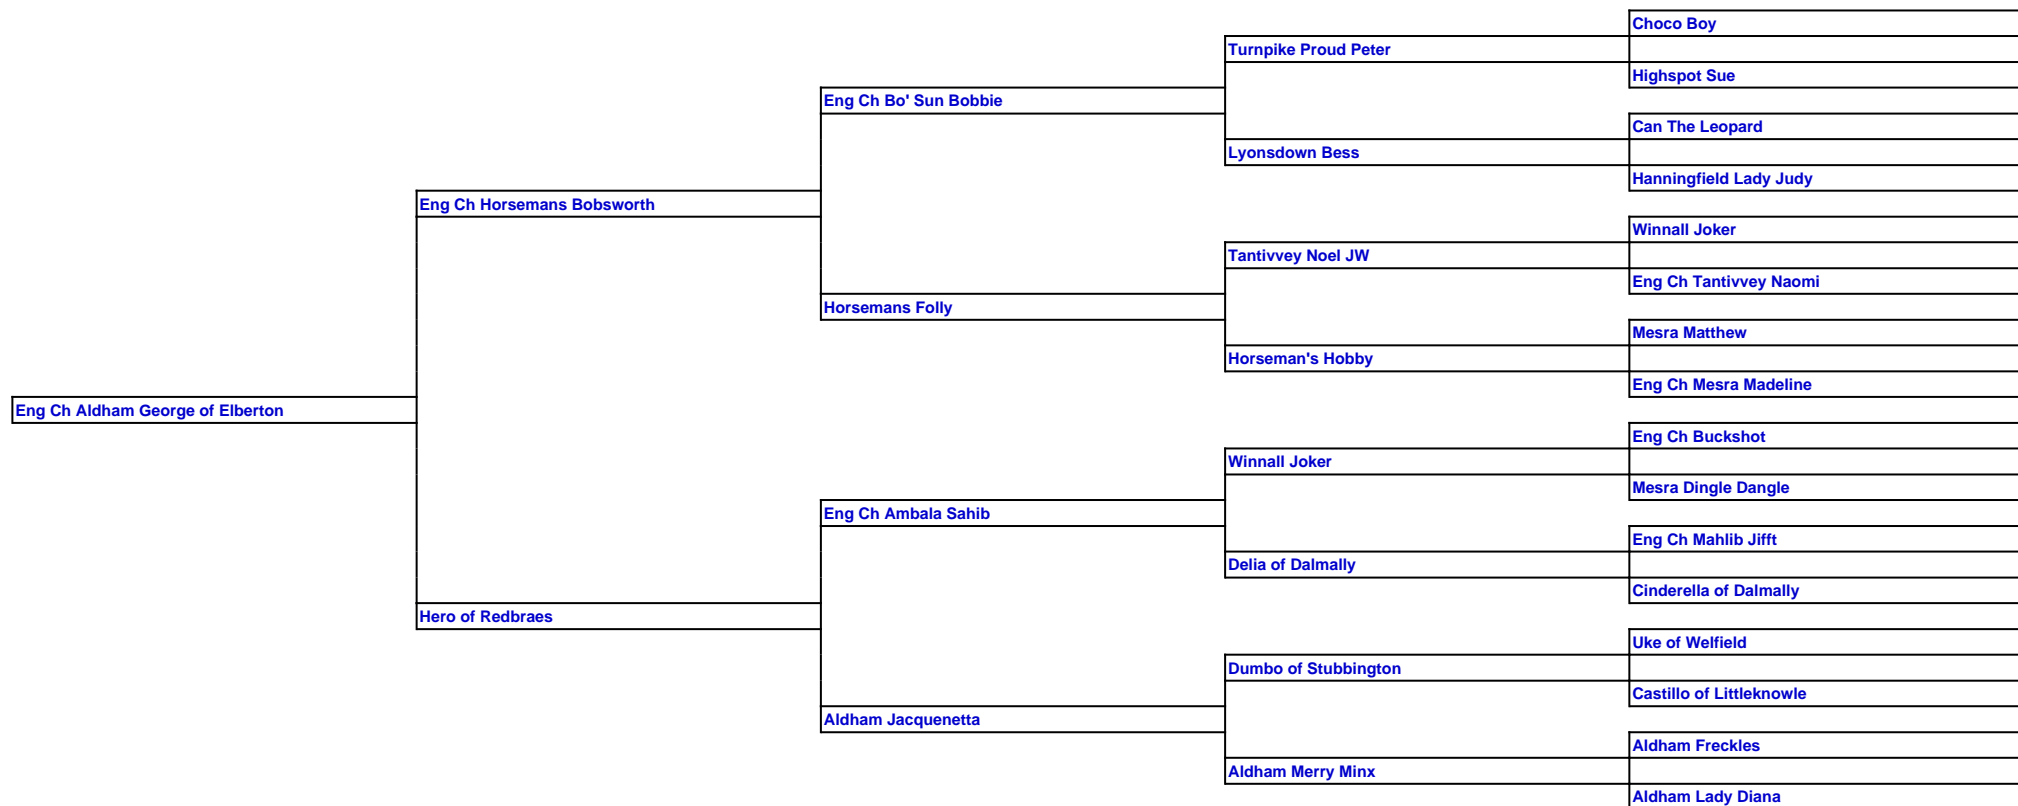 Choco Boy
Turnpike Proud Peter
Highspot Sue
Eng Ch Bo' Sun Bobbie
Can The Leopard
Lyonsdown Bess
Hanningfield Lady Judy
Eng Ch Horsemans Bobsworth
Winnall Joker
Tantivvey Noel JW
Eng Ch Tantivvey Naomi
Horsemans Folly
Mesra Matthew
Horseman's Hobby
Eng Ch Mesra Madeline
Eng Ch Aldham George of Elberton
Eng Ch Buckshot
Winnall Joker
Mesra Dingle Dangle
Eng Ch Ambala Sahib
Eng Ch Mahlib Jifft
Delia of Dalmally
Cinderella of Dalmally
Hero of Redbraes
Uke of Welfield
Dumbo of Stubbington
Castillo of Littleknowle
Aldham Jacquenetta
Aldham Freckles
Aldham Merry Minx
Aldham Lady Diana